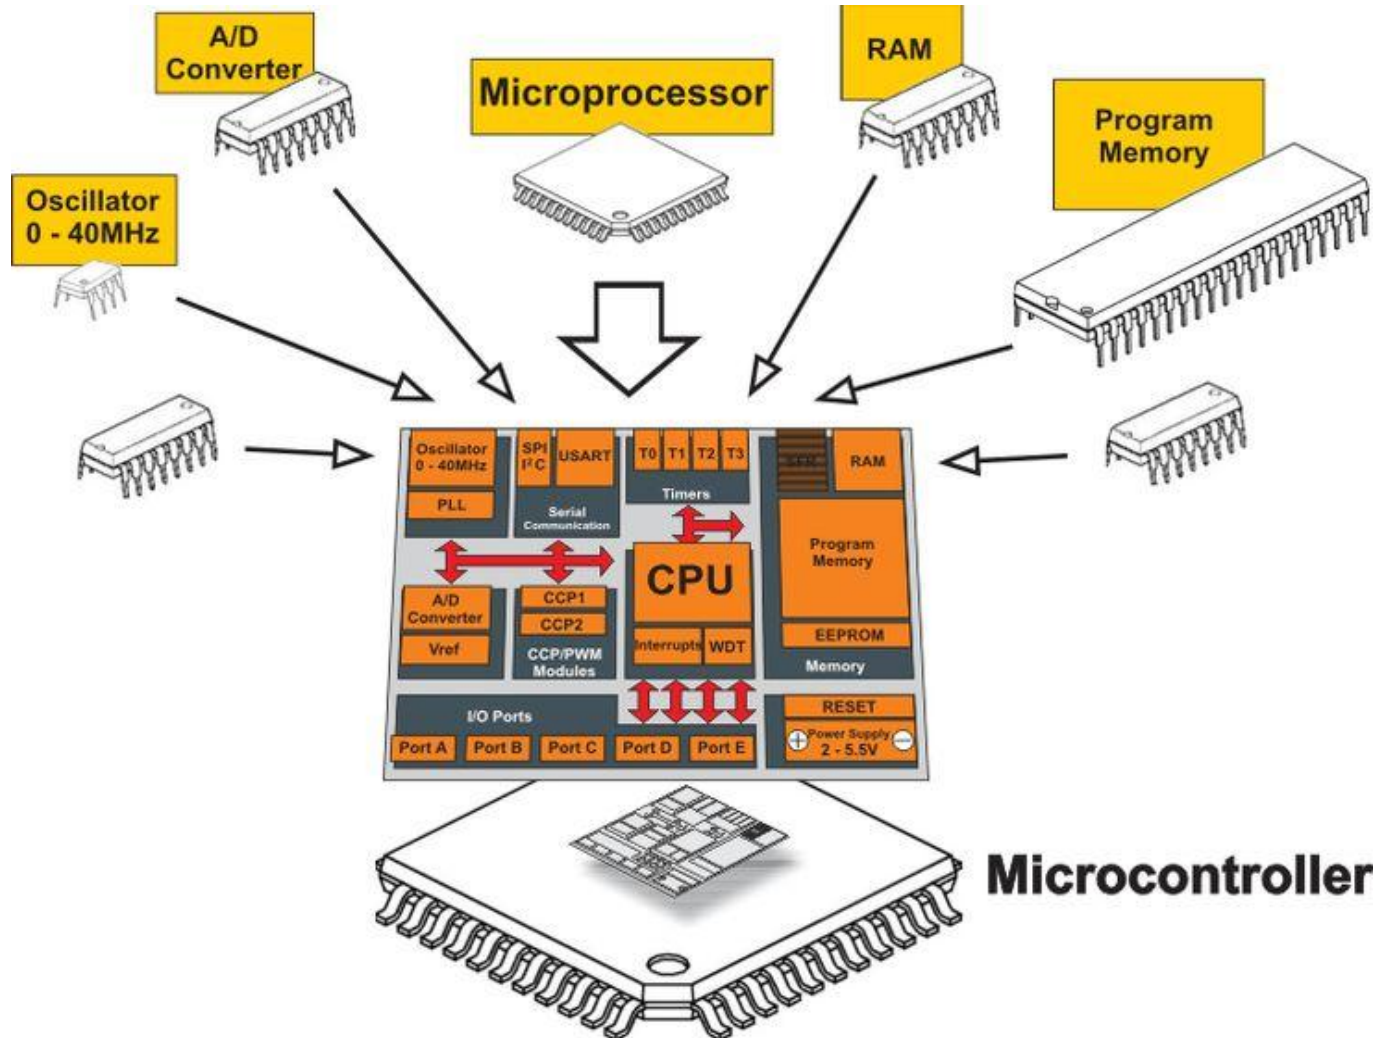 A/D
Converter
Microprocessor
RAM
Program
Memory
Oscillator
0 - 40MHz
Oscillator
0 - 40MHz
PLL
SPI
I²C
USART
Serial
Communication
T0
T1
T2
T3
Timers
SFR
RAM
Program
Memory
EEPROM
Memory
A/D
Converter
Vref
CCP1
CCP2
CCP/PWM
Modules
CPU
Interrupts
WDT
I/O Ports
Port A
Port B
Port C
Port D
Port E
RESET
+
Power Supply
2 - 5.5V
−
Microcontroller